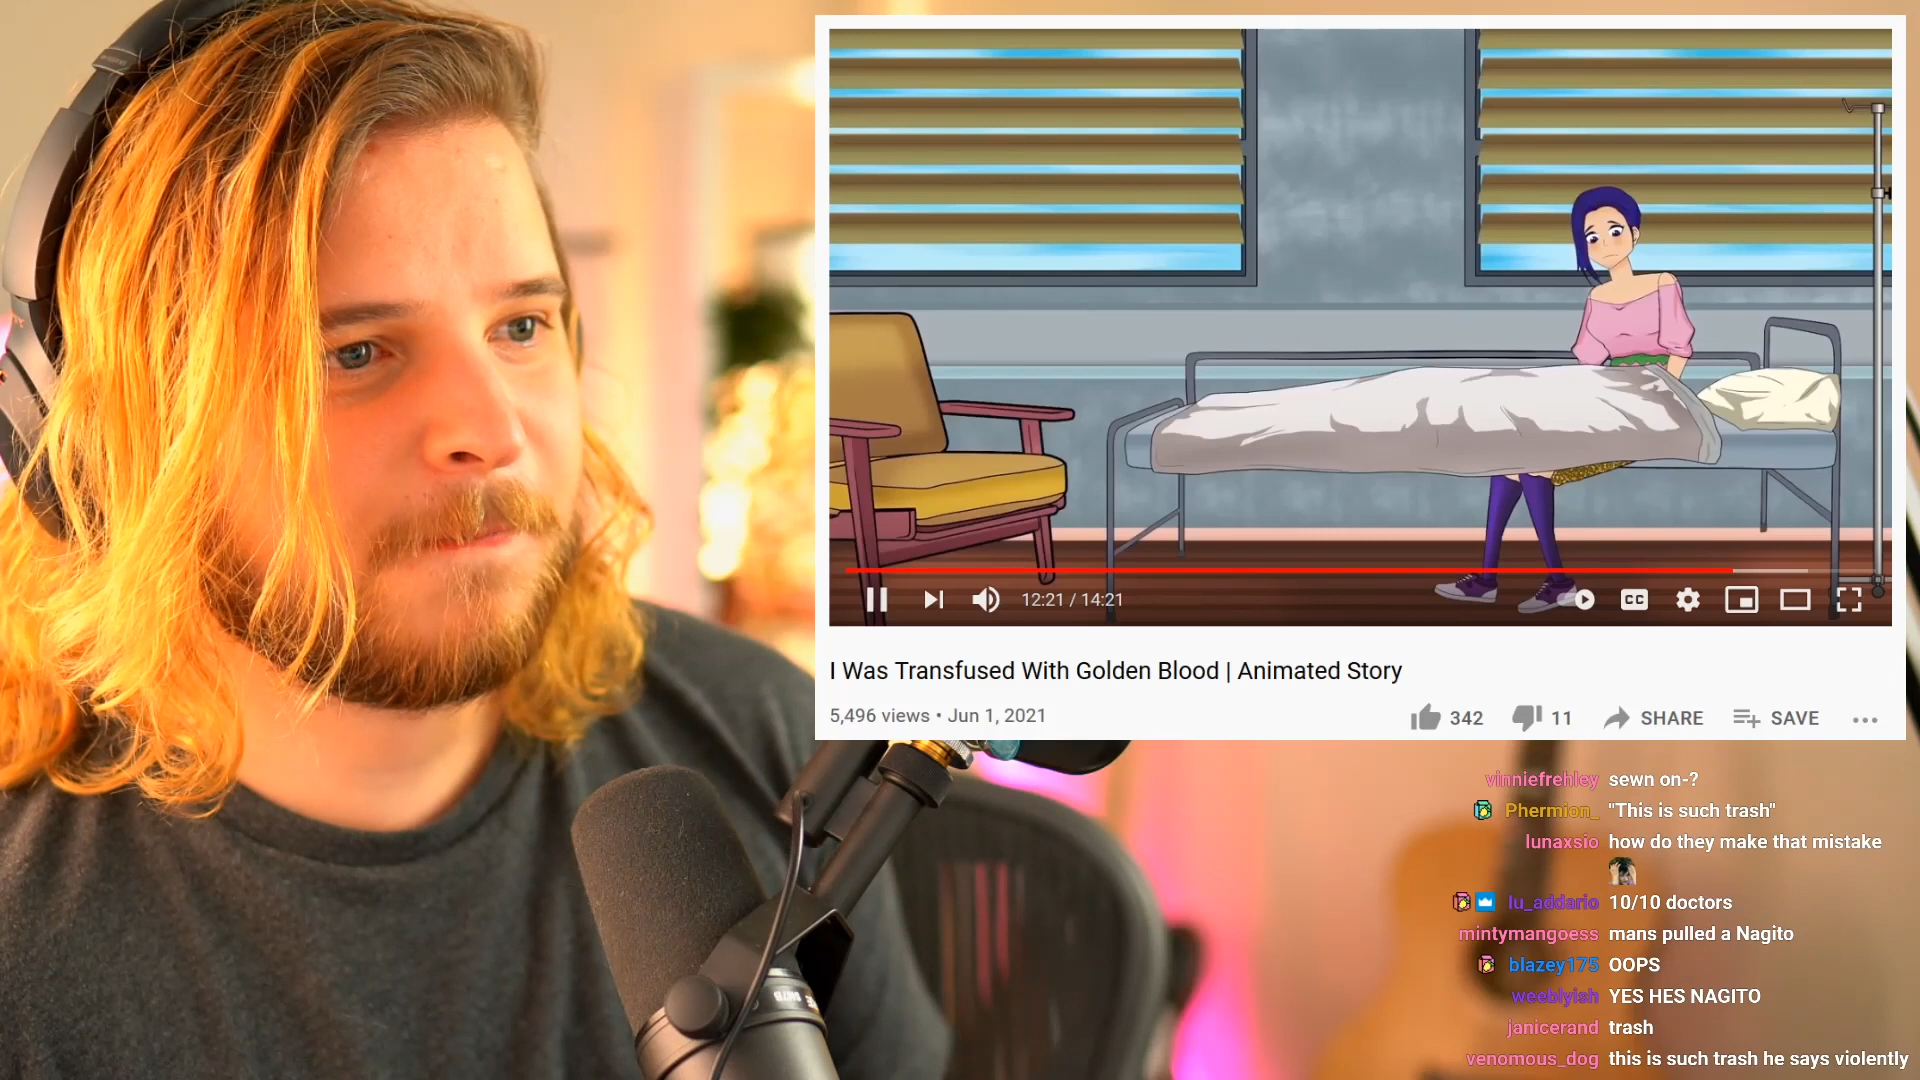 12:21 / 14:21
CC
I Was Transfused With Golden Blood | Animated Story
5,496 views • Jun 1, 2021
342
11
SHARE
SAVE
vinniefrehley sewn on-?
Phermion_ "This is such trash"
lunaxsio how do they make that mistake
lu_addario 10/10 doctors
mintymangoess mans pulled a Nagito
blazey175 OOPS
weeblyish YES HES NAGITO
janicerand trash
venomous_dog this is such trash he says violently